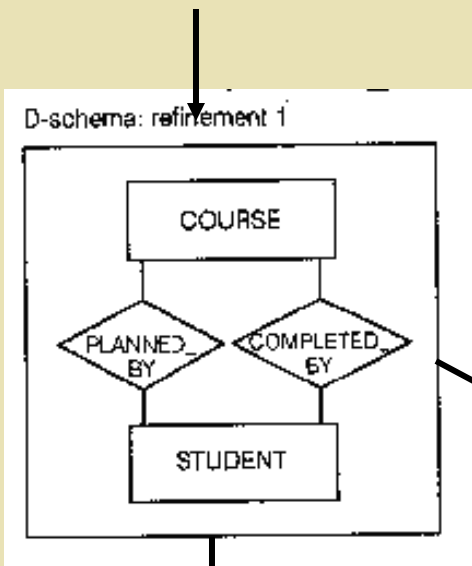 D-schema: refinement 1
COURSE
PLANNED_
BY
COMPLETED_
BY
STUDENT